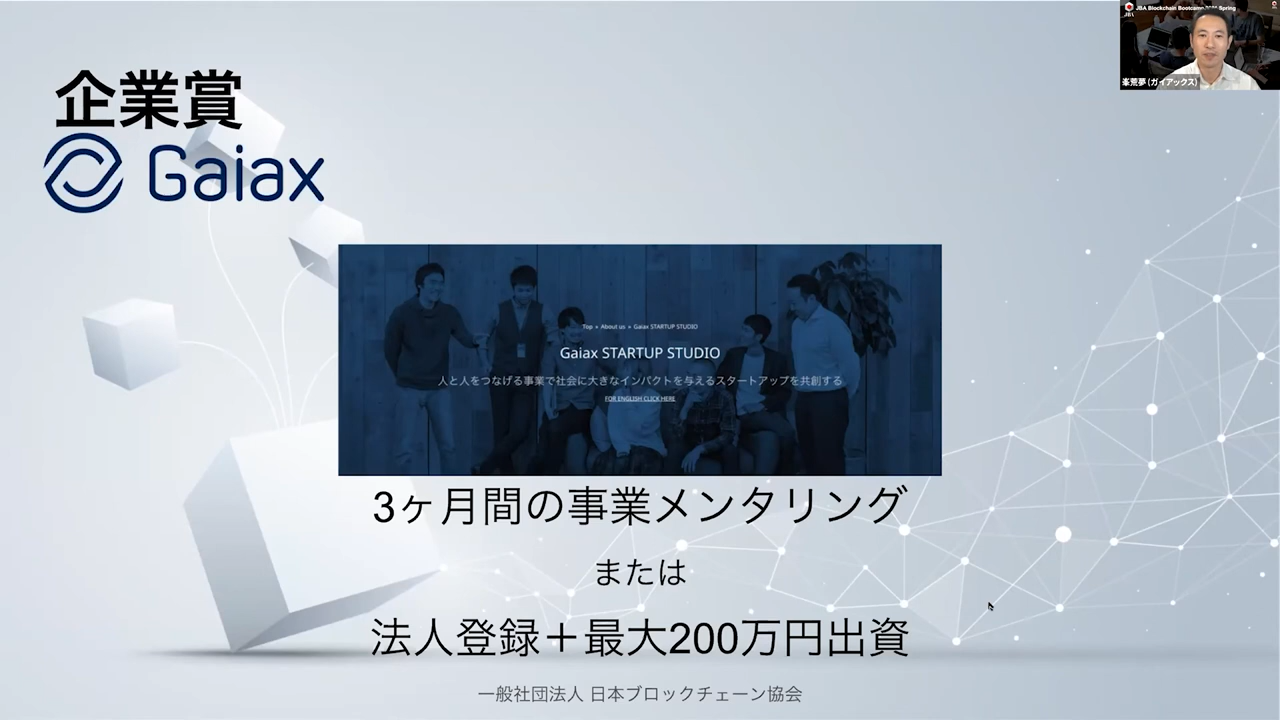 JBA Blockchain Bootcamp 2021 Spring
JBA
峯荒夢 (ガイアックス)
企業賞
Gaiax
Top » About us » Gaiax STARTUP STUDIO
Gaiax STARTUP STUDIO
人と人をつなげる事業で社会に大きなインパクトを与えるスタートアップを共創する
FOR ENGLISH CLICK HERE
3ヶ月間の事業メンタリング
または
法人登録＋最大200万円出資
一般社団法人 日本ブロックチェーン協会